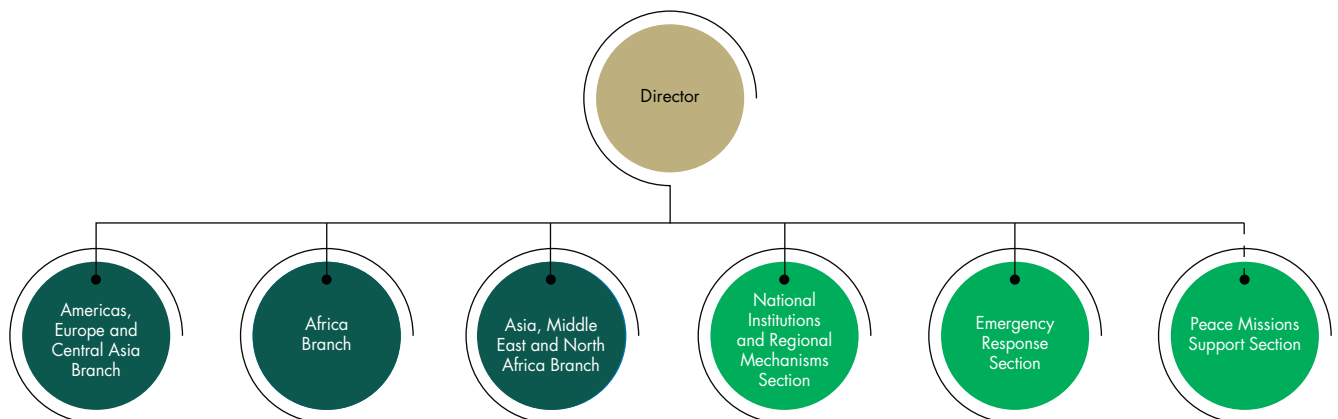 Director
Americas,
Europe and
Central Asia
Branch
Africa
Branch
Asia, Middle
East and North
Africa Branch
National
Institutions
and Regional
Mechanisms
Section
Emergency
Response
Section
Peace Missions
Support Section